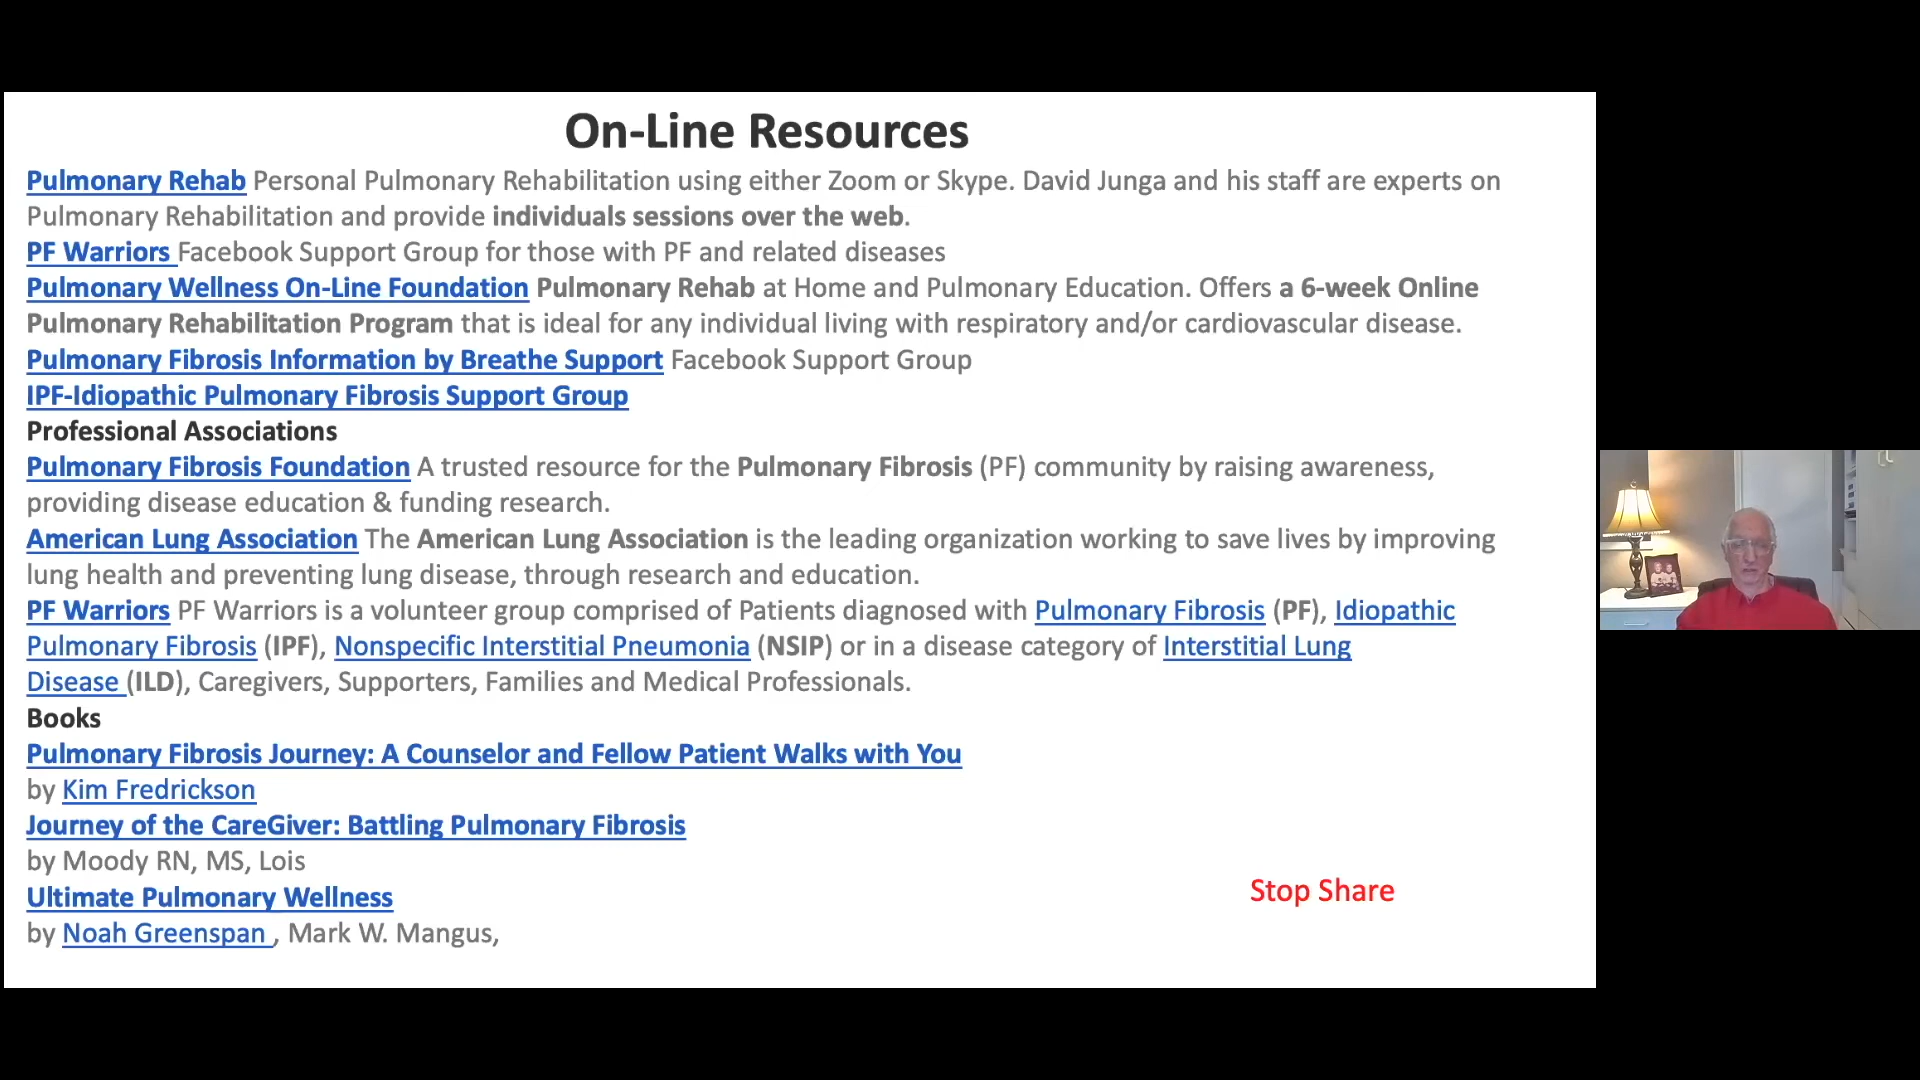 On-Line Resources
Pulmonary Rehab Personal Pulmonary Rehabilitation using either Zoom or Skype. David Junga and his staff are experts on
Pulmonary Rehabilitation and provide individuals sessions over the web.
PF Warriors Facebook Support Group for those with PF and related diseases
Pulmonary Wellness On-Line Foundation Pulmonary Rehab at Home and Pulmonary Education. Offers a 6-week Online
Pulmonary Rehabilitation Program that is ideal for any individual living with respiratory and/or cardiovascular disease.
Pulmonary Fibrosis Information by Breathe Support Facebook Support Group
IPF-Idiopathic Pulmonary Fibrosis Support Group
Professional Associations
Pulmonary Fibrosis Foundation A trusted resource for the Pulmonary Fibrosis (PF) community by raising awareness,
providing disease education & funding research.
American Lung Association The American Lung Association is the leading organization working to save lives by improving
lung health and preventing lung disease, through research and education.
PF Warriors PF Warriors is a volunteer group comprised of Patients diagnosed with Pulmonary Fibrosis (PF), Idiopathic
Pulmonary Fibrosis (IPF), Nonspecific Interstitial Pneumonia (NSIP) or in a disease category of Interstitial Lung
Disease (ILD), Caregivers, Supporters, Families and Medical Professionals.
Books
Pulmonary Fibrosis Journey: A Counselor and Fellow Patient Walks with You
by Kim Fredrickson
Journey of the CareGiver: Battling Pulmonary Fibrosis
by Moody RN, MS, Lois
Ultimate Pulmonary Wellness
by Noah Greenspan , Mark W. Mangus,
Stop Share